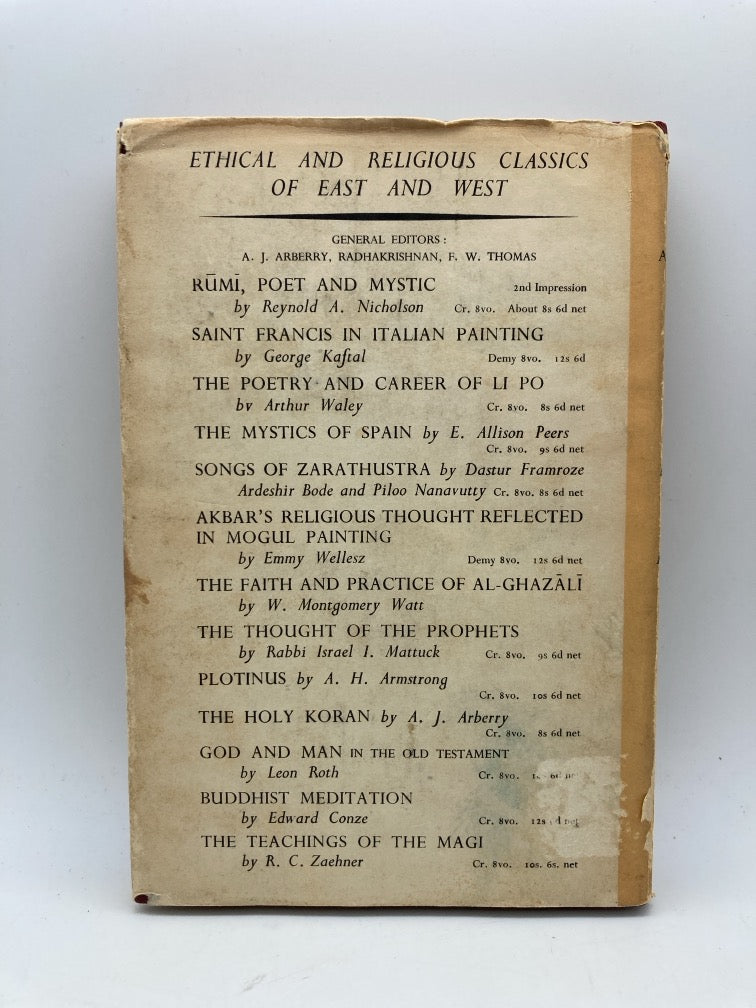 ETHICAL AND RELIGIOUS CLASSICS
OF EAST AND WEST
GENERAL EDITORS:
A. J. ARBERRY, RADHAKRISHNAN, F. W. THOMAS
RŪMĪ, POET AND MYSTIC 2nd Impression
by Reynold A. Nicholson Cr. 8vo. About 8s 6d net
SAINT FRANCIS IN ITALIAN PAINTING
by George Kaftal Demy 8vo. 12s 6d
THE POETRY AND CAREER OF LI PO
by Arthur Waley Cr. 8vo. 8s 6d net
THE MYSTICS OF SPAIN by E. Allison Peers
Cr. 8vo. 9s 6d net
SONGS OF ZARATHUSTRA by Dastur Framroze
Ardeshir Bode and Piloo Nanavutty Cr. 8vo. 8s 6d net
AKBAR'S RELIGIOUS THOUGHT REFLECTED
IN MOGUL PAINTING
by Emmy Wellesz Demy 8vo. 12s 6d net
THE FAITH AND PRACTICE OF AL-GHAZĀLĪ
by W. Montgomery Watt
THE THOUGHT OF THE PROPHETS
by Rabbi Israel I. Mattuck Cr. 8vo. 9s 6d net
PLOTINUS by A. H. Armstrong
Cr. 8vo. 10s 6d net
THE HOLY KORAN by A. J. Arberry
Cr. 8vo. 8s 6d net
GOD AND MAN IN THE OLD TESTAMENT
by Leon Roth Cr. 8vo.
BUDDHIST MEDITATION
by Edward Conze Cr. 8vo. 12s net
THE TEACHINGS OF THE MAGI
by R. C. Zaehner Cr. 8vo. 10s. 6s. net